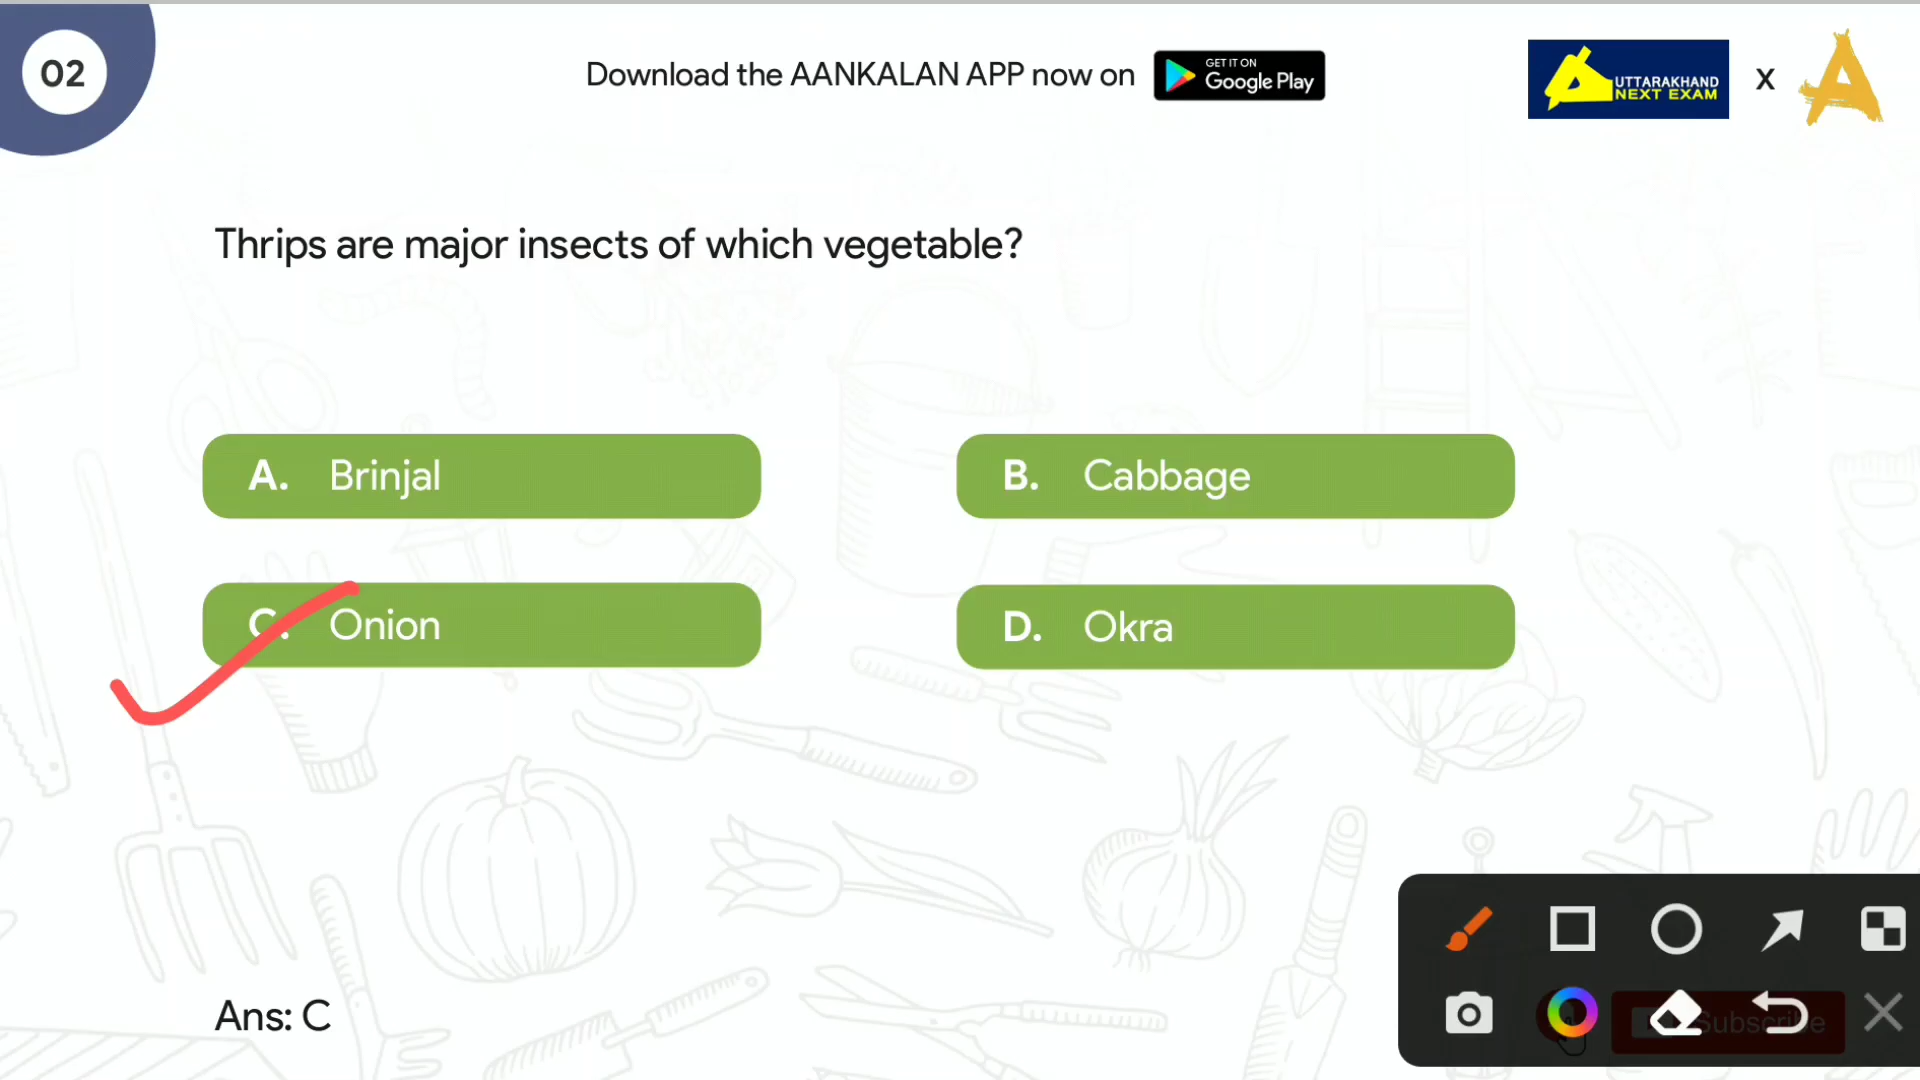 02
Download the AANKALAN APP now on
GET IT ON
Google Play
UTTARAKHAND
NEXT EXAM
X
Thrips are major insects of which vegetable?
A. Brinjal
B. Cabbage
C. Onion
D. Okra
Ans: C
Subscribe